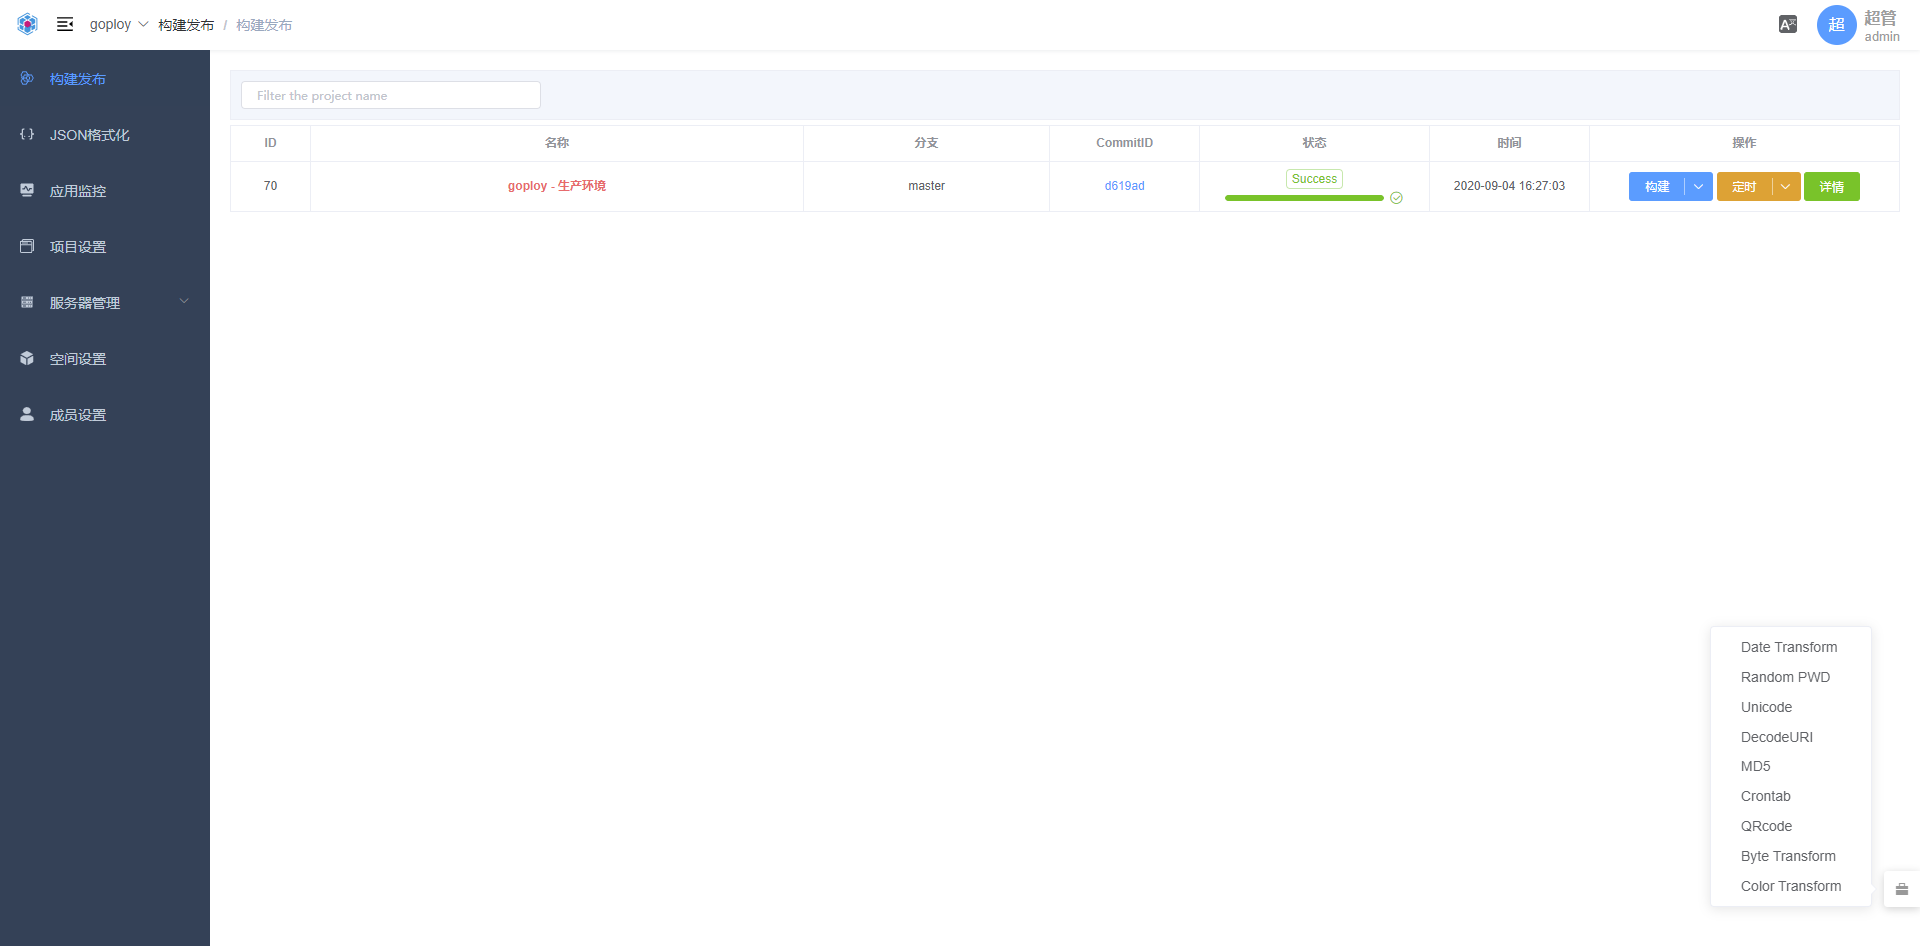 goploy 构建发布 / 构建发布
超
超管
admin
构建发布
JSON格式化
应用监控
项目设置
服务器管理
空间设置
成员设置
Filter the project name
ID 名称 分支 CommitID 状态 时间 操作
70 goploy - 生产环境 master d619ad Success 2020-09-04 16:27:03 构建 定时 详情
Date Transform
Random PWD
Unicode
DecodeURI
MD5
Crontab
QRcode
Byte Transform
Color Transform